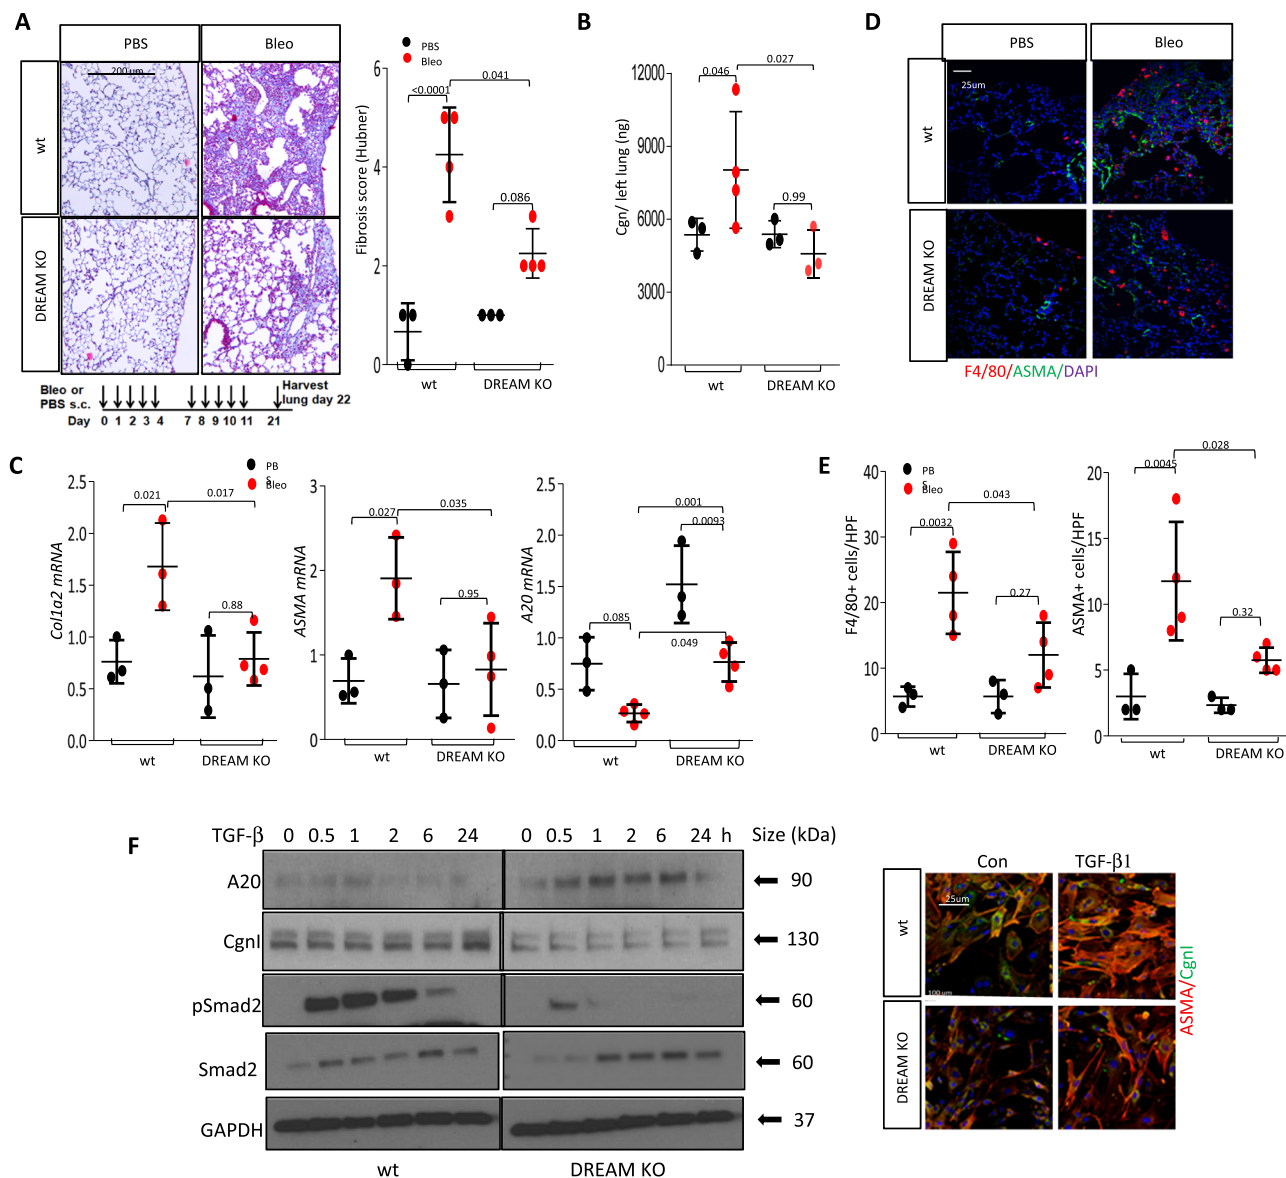 A
PBS
Bleo
wt
DREAM KO
200 um
Bleo or
PBS s.c.
Harvest
lung day 22
Day 0 1 2 3 4 7 8 9 10 11 21
PBS
Bleo
Fibrosis score (Hubner)
6
4
2
0
<0.0001
0.041
0.086
wt
DREAM KO
B
Cgn/ left lung (ng)
12000
9000
6000
3000
0
0.046
0.027
0.99
wt
DREAM KO
D
PBS
Bleo
wt
DREAM KO
25um
F4/80/ASMA/DAPI
C
PB
S
Bleo
Col1a2 mRNA
2.5
2.0
1.5
1.0
0.5
0.0
0.021
0.017
0.88
wt
DREAM KO
ASMA mRNA
3
2
1
0
0.027
0.035
0.95
wt
DREAM KO
A20 mRNA
2.5
2.0
1.5
1.0
0.5
0.0
0.001
0.0093
0.085
0.049
wt
DREAM KO
E
PB
S
Bleo
F4/80+ cells/HPF
40
30
20
10
0
0.0032
0.043
0.27
wt
DREAM KO
ASMA+ cells/HPF
20
15
10
5
0
0.0045
0.028
0.32
wt
DREAM KO
F
TGF-β 0 0.5 1 2 6 24 0 0.5 1 2 6 24 h Size (kDa)
A20 90
CgnI 130
pSmad2 60
Smad2 60
GAPDH 37
wt
DREAM KO
Con
TGF-β1
wt
DREAM KO
25um
100 um
ASMA/CgnI